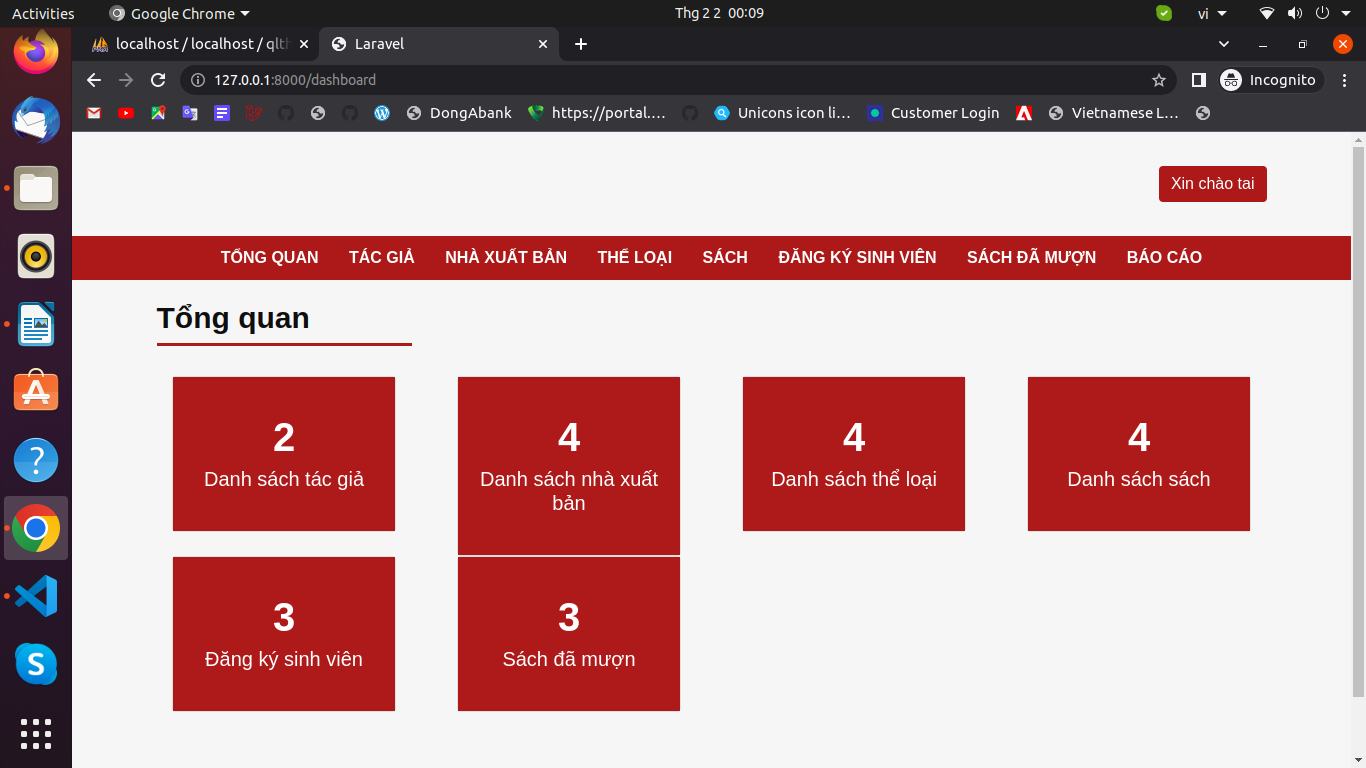 Activities
Google Chrome
Thg 2 2 00:09
vi
localhost / localhost / qlth
Laravel
127.0.0.1:8000/dashboard
Incognito
DongAbank
https://portal.…
Unicons icon li…
Customer Login
Vietnamese L…
Xin chào tai
TỔNG QUAN
TÁC GIẢ
NHÀ XUẤT BẢN
THỂ LOẠI
SÁCH
ĐĂNG KÝ SINH VIÊN
SÁCH ĐÃ MƯỢN
BÁO CÁO
Tổng quan
2
Danh sách tác giả
4
Danh sách nhà xuất
bản
4
Danh sách thể loại
4
Danh sách sách
3
Đăng ký sinh viên
3
Sách đã mượn